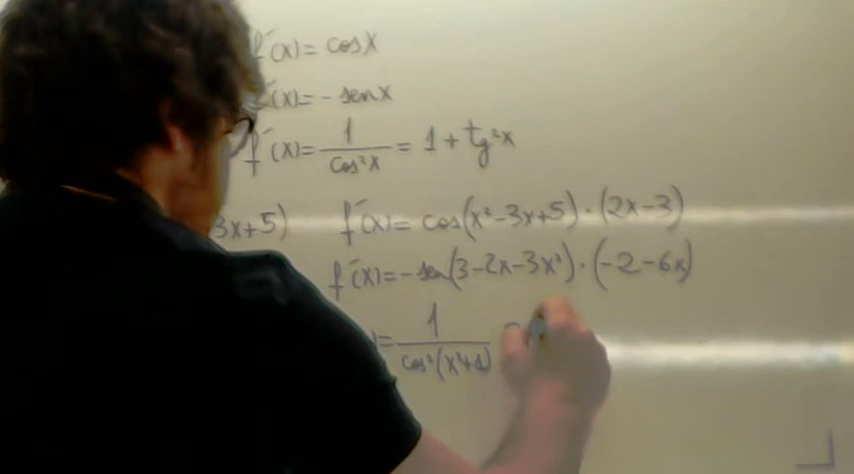 f´(x) = cos x
f´(x) = - sen x
f´(x) = 1/cos²x = 1 + tg²x
3x+5) f´(x) = cos(x²-3x+5)·(2x-3)
f´(x) = -sen(3-2x-3x²)·(-2-6x)
) = 1/cos²(x²+1)